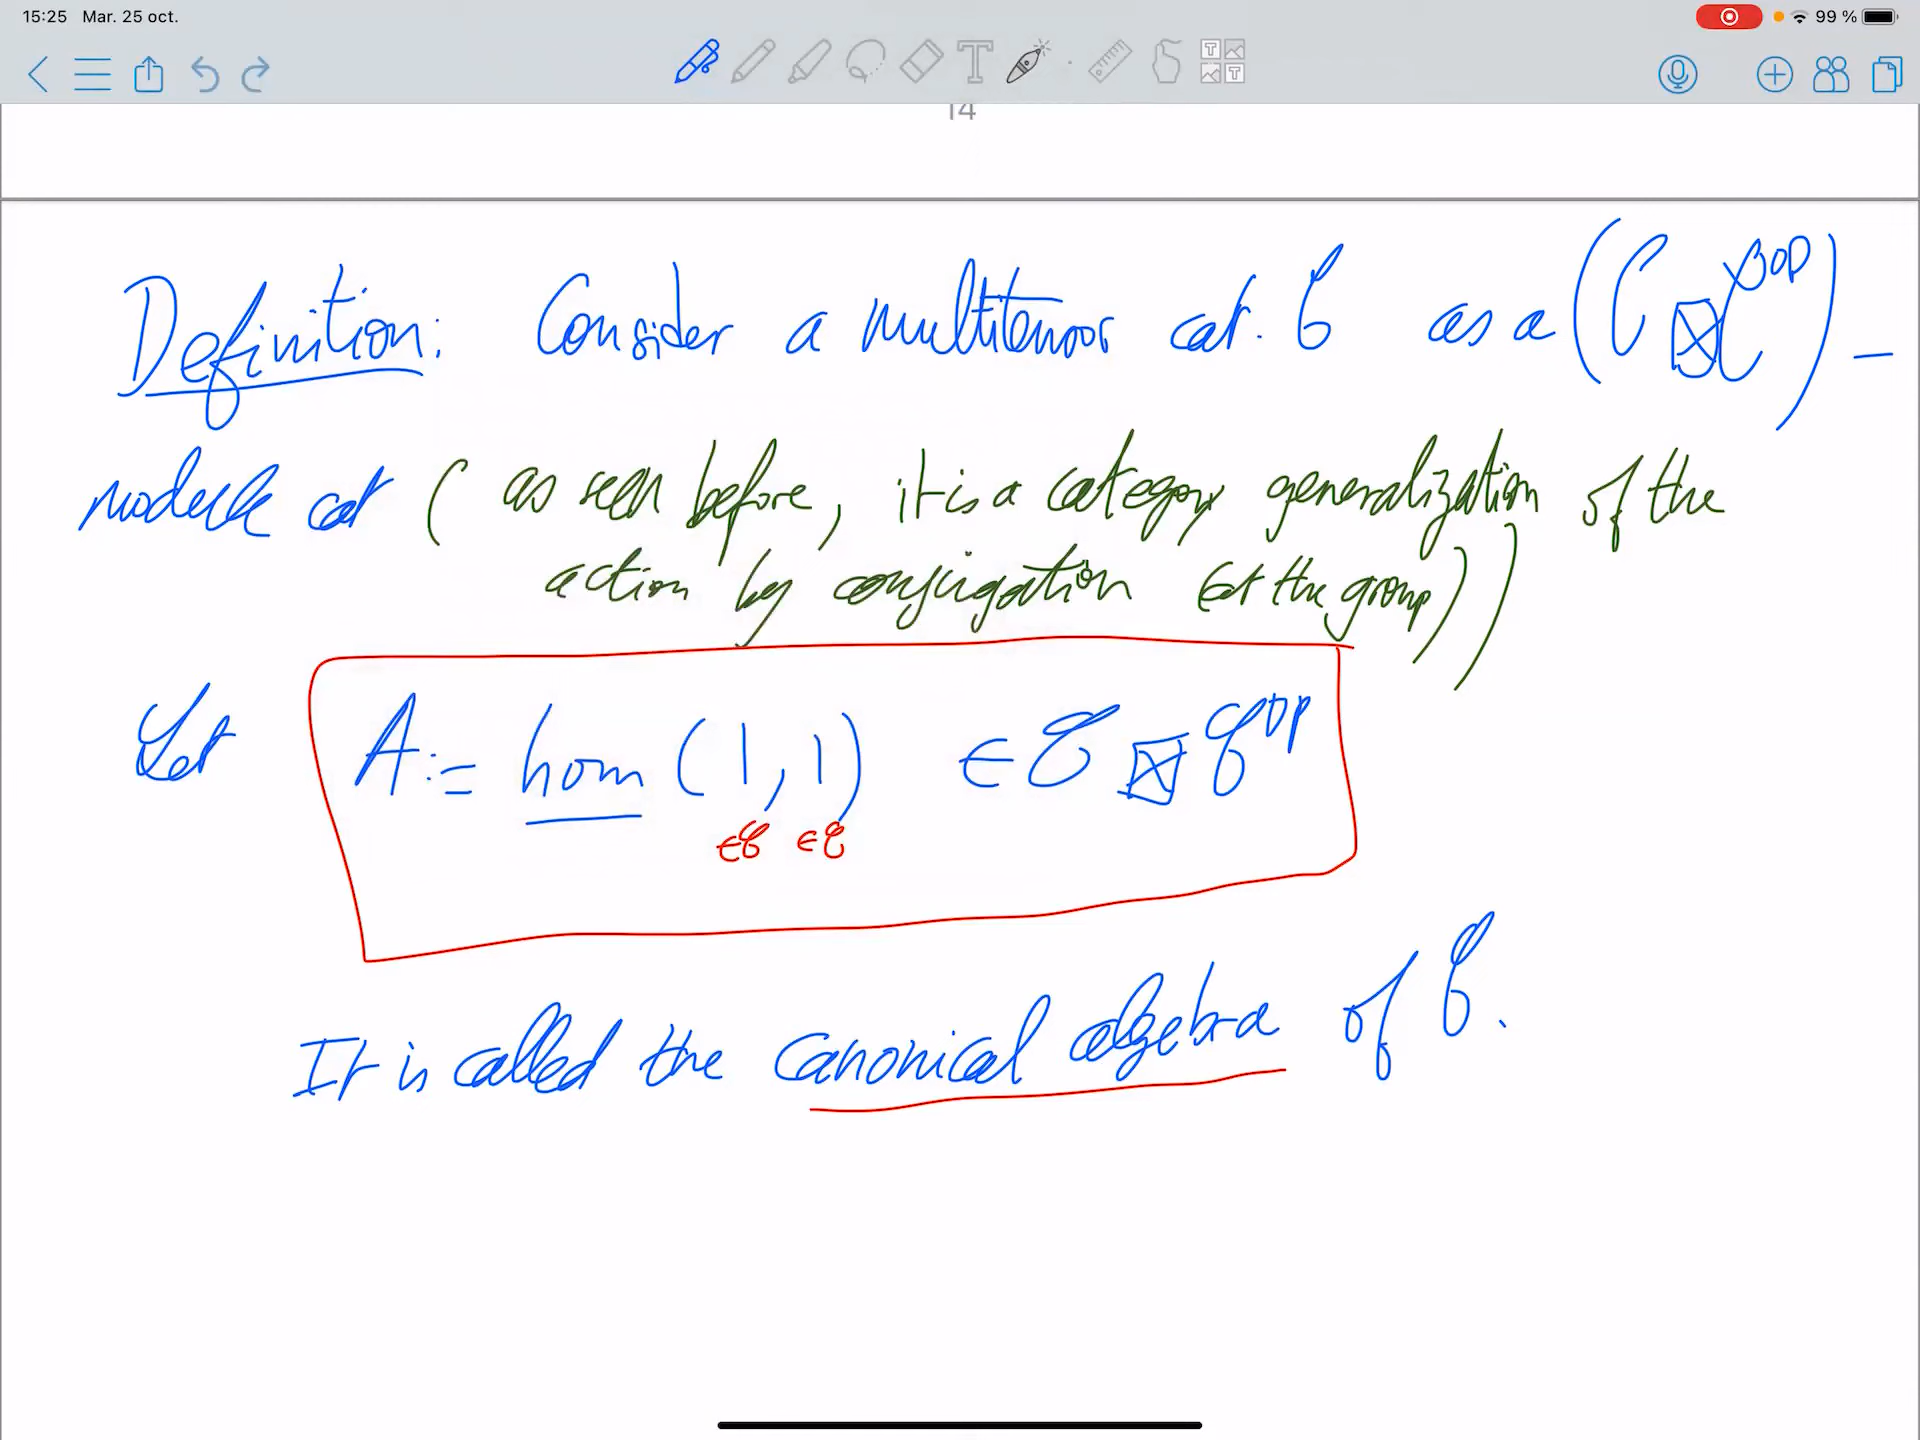 15:25 Mar. 25 oct. 99 %
14
Definition: Consider a multitensor cat. C as a (C ⊠ C^op) –
module cat ( as seen before, it is a category generalization of the
action by conjugation (of the group))
Let A := hom (1, 1) ∈ C ⊠ C^op
∈C ∈C
It is called the canonical algebra of C.